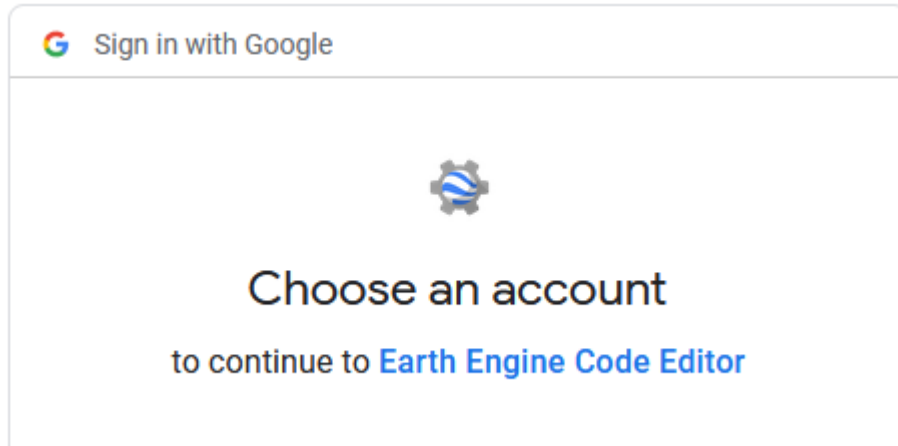 Sign in with Google
Choose an account
to continue to Earth Engine Code Editor